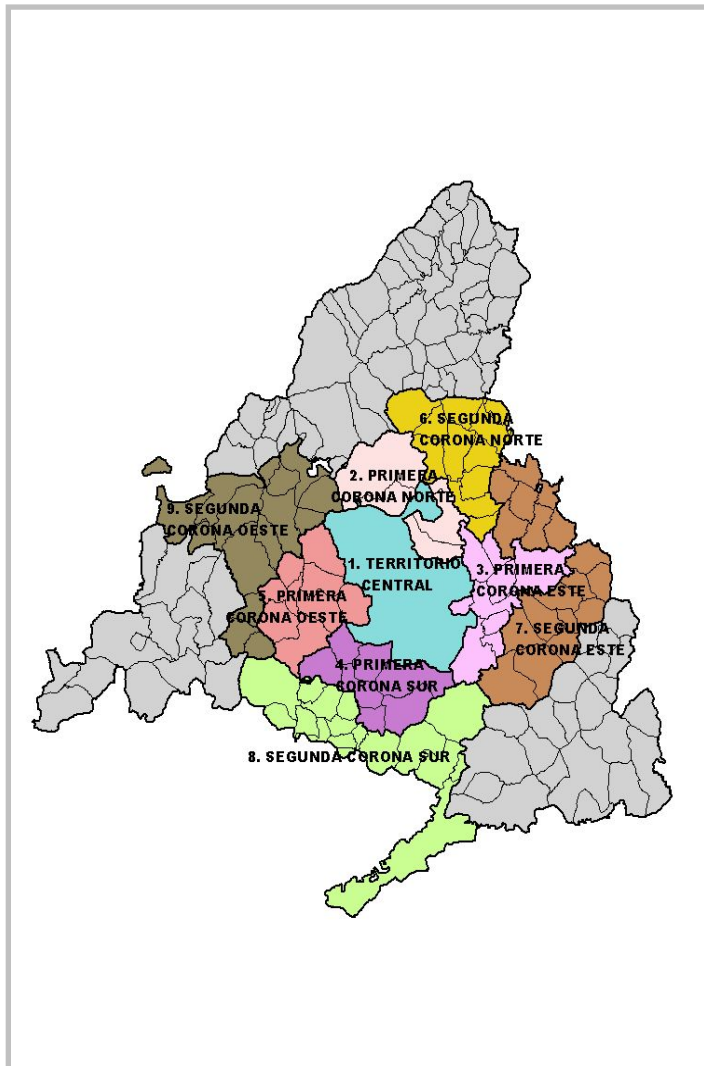 6. SEGUNDA
CORONA NORTE
2. PRIMERA
CORONA NORTE
9. SEGUNDA
CORONA OESTE
1. TERRITORIO
CENTRAL
3. PRIMERA
CORONA ESTE
5. PRIMERA
CORONA OESTE
7. SEGUNDA
CORONA ESTE
4. PRIMERA
CORONA SUR
8. SEGUNDA CORONA SUR